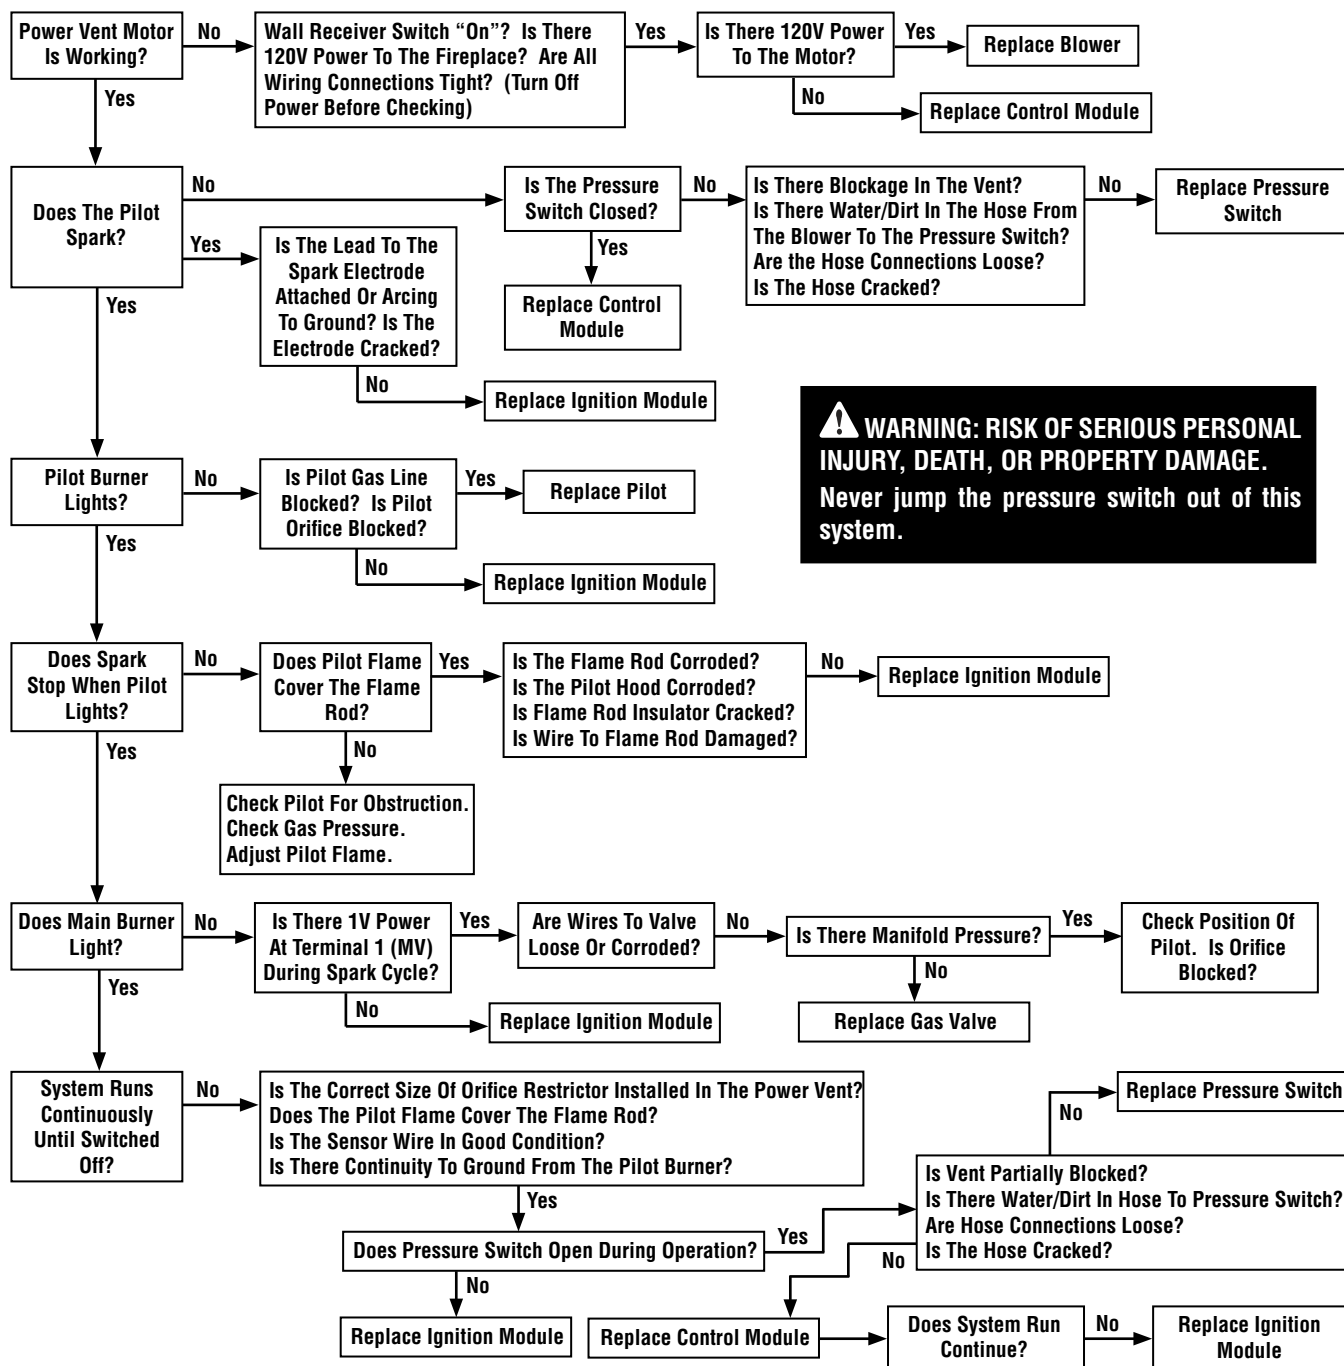 Power Vent Motor
Is Working?
No
Wall Receiver Switch “On”? Is There
120V Power To The Fireplace? Are All
Wiring Connections Tight? (Turn Off
Power Before Checking)
Yes
Is There 120V Power
To The Motor?
Yes
Replace Blower
No
Replace Control Module
Yes
Does The Pilot
Spark?
No
Is The Pressure
Switch Closed?
No
Is There Blockage In The Vent?
Is There Water/Dirt In The Hose From
The Blower To The Pressure Switch?
Are the Hose Connections Loose?
Is The Hose Cracked?
No
Replace Pressure
Switch
Yes
Replace Control
Module
Yes
Is The Lead To The
Spark Electrode
Attached Or Arcing
To Ground? Is The
Electrode Cracked?
No
Replace Ignition Module
Yes
WARNING: RISK OF SERIOUS PERSONAL
INJURY, DEATH, OR PROPERTY DAMAGE.
Never jump the pressure switch out of this
system.
Pilot Burner
Lights?
No
Is Pilot Gas Line
Blocked? Is Pilot
Orifice Blocked?
Yes
Replace Pilot
No
Replace Ignition Module
Yes
Does Spark
Stop When Pilot
Lights?
No
Does Pilot Flame
Cover The Flame
Rod?
Yes
Is The Flame Rod Corroded?
Is The Pilot Hood Corroded?
Is Flame Rod Insulator Cracked?
Is Wire To Flame Rod Damaged?
No
Replace Ignition Module
No
Check Pilot For Obstruction.
Check Gas Pressure.
Adjust Pilot Flame.
Yes
Does Main Burner
Light?
No
Is There 1V Power
At Terminal 1 (MV)
During Spark Cycle?
Yes
Are Wires To Valve
Loose Or Corroded?
No
Is There Manifold Pressure?
Yes
Check Position Of
Pilot. Is Orifice
Blocked?
No
Replace Gas Valve
No
Replace Ignition Module
Yes
System Runs
Continuously
Until Switched
Off?
No
Is The Correct Size Of Orifice Restrictor Installed In The Power Vent?
Does The Pilot Flame Cover The Flame Rod?
Is The Sensor Wire In Good Condition?
Is There Continuity To Ground From The Pilot Burner?
Yes
Does Pressure Switch Open During Operation?
Yes
Is Vent Partially Blocked?
Is There Water/Dirt In Hose To Pressure Switch?
Are Hose Connections Loose?
Is The Hose Cracked?
No
Replace Pressure Switch
No
Replace Ignition Module
No
Replace Control Module
Does System Run
Continue?
No
Replace Ignition
Module